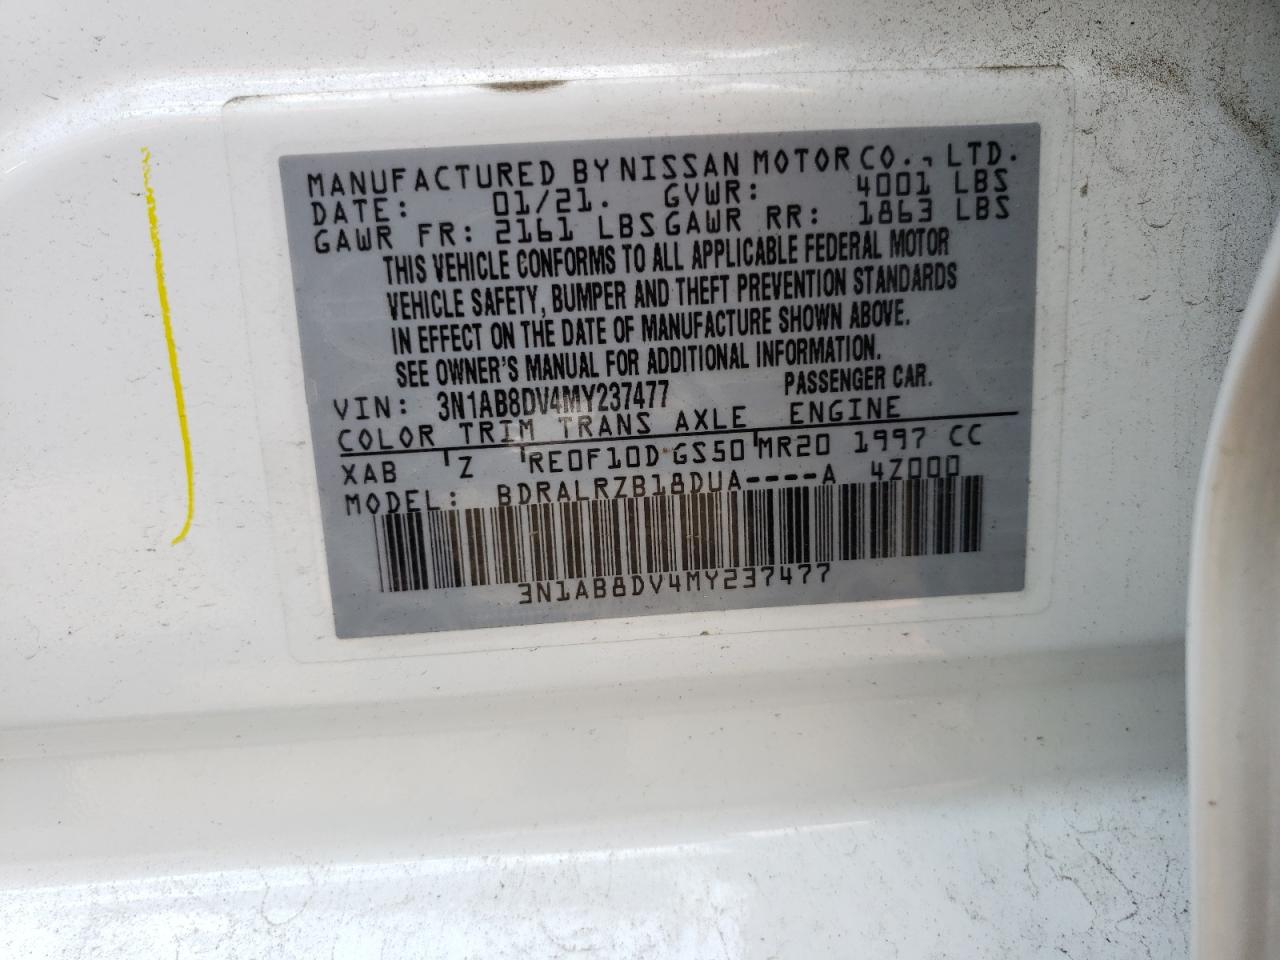 MANUFACTURED BY NISSAN MOTOR CO., LTD.
DATE: 01/21. GVWR: 4001 LBS
GAWR FR: 2161 LBS GAWR RR: 1863 LBS
THIS VEHICLE CONFORMS TO ALL APPLICABLE FEDERAL MOTOR
VEHICLE SAFETY, BUMPER AND THEFT PREVENTION STANDARDS
IN EFFECT ON THE DATE OF MANUFACTURE SHOWN ABOVE.
SEE OWNER'S MANUAL FOR ADDITIONAL INFORMATION.
VIN: 3N1AB8DV4MY237477 PASSENGER CAR.
COLOR TRIM TRANS AXLE ENGINE
XAB Z RE0F10D GS50 MR20 1997 CC
MODEL: BDRALRZB18DUA----A 4Z000
3N1AB8DV4MY237477